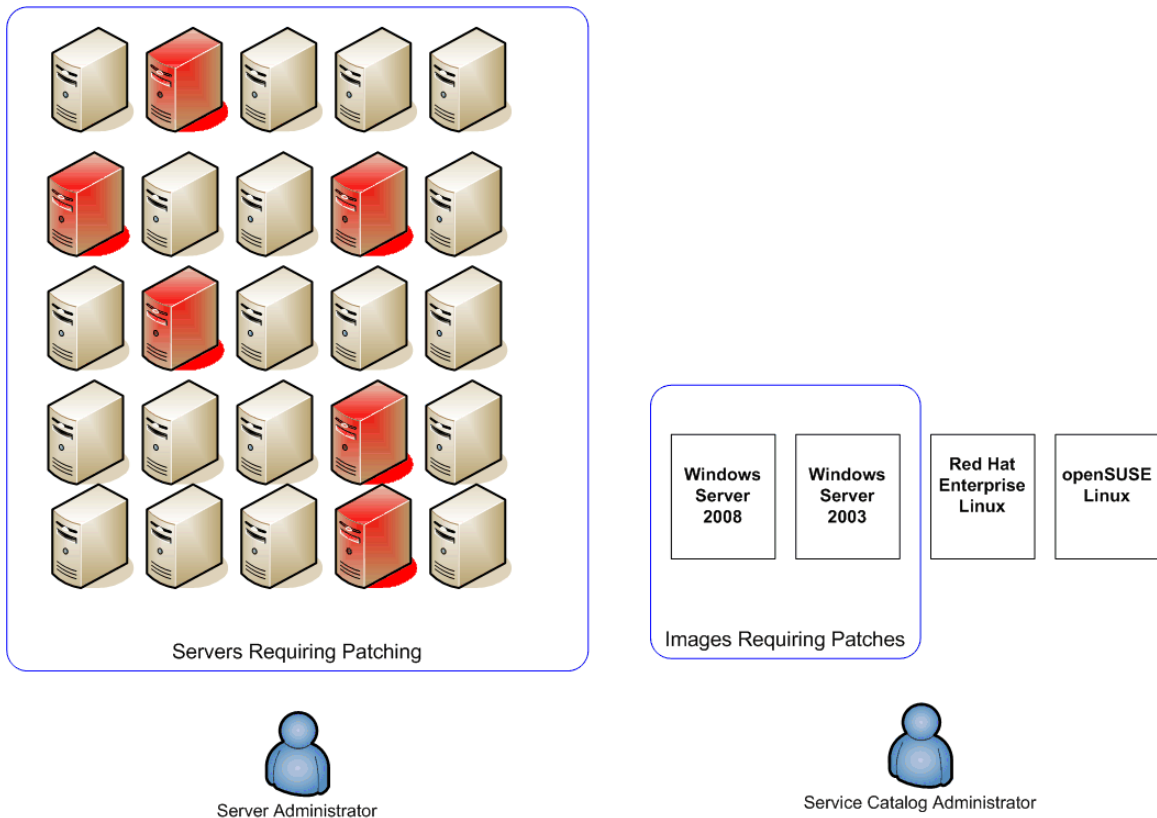 Windows
Server
2008
Windows
Server
2003
Red Hat
Enterprise
Linux
openSUSE
Linux
Servers Requiring Patching
Images Requiring Patches
Server Administrator
Service Catalog Administrator